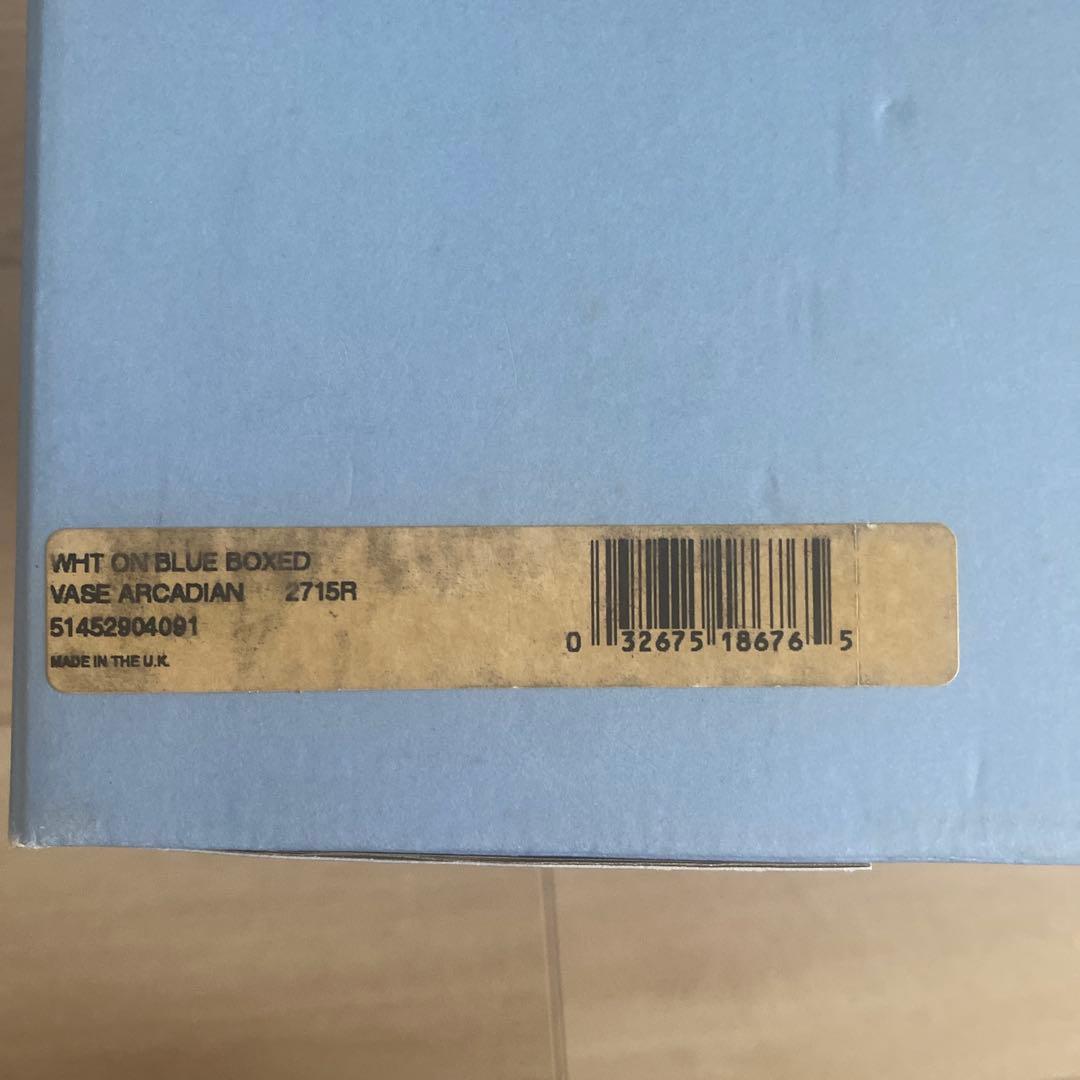 WHT ON BLUE BOXED
VASE ARCADIAN 2715R
51452904091
MADE IN THE U.K.
0 32675 18676 5